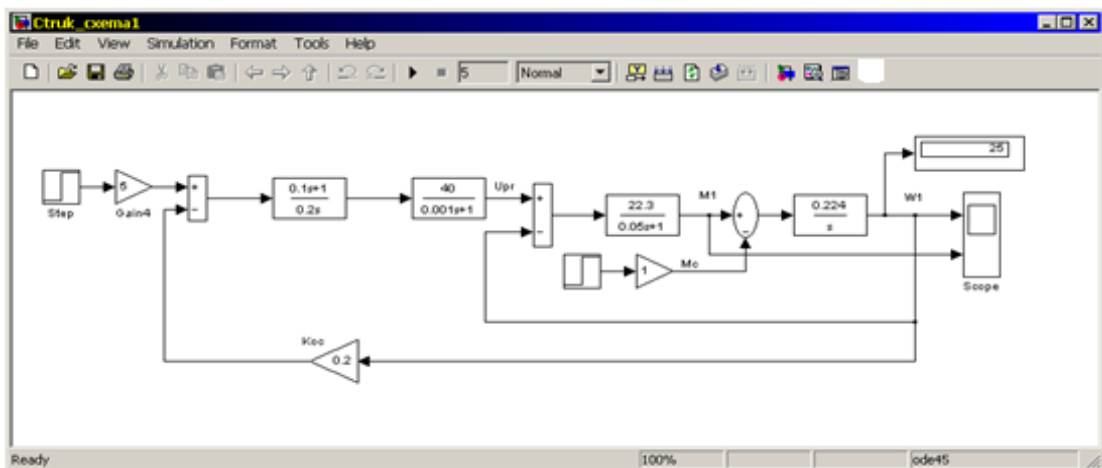 Ctruk_cxema1
File Edit View Simulation Format Tools Help
5 Normal
25
Step
5
Gain4
+
−
0.1s+1
0.2s
40
0.001s+1
Upr
+
−
22.3
0.05s+1
M1
+
−
0.224
s
W1
Scope
1
Mc
Koc
0.2
Ready 100% ode45